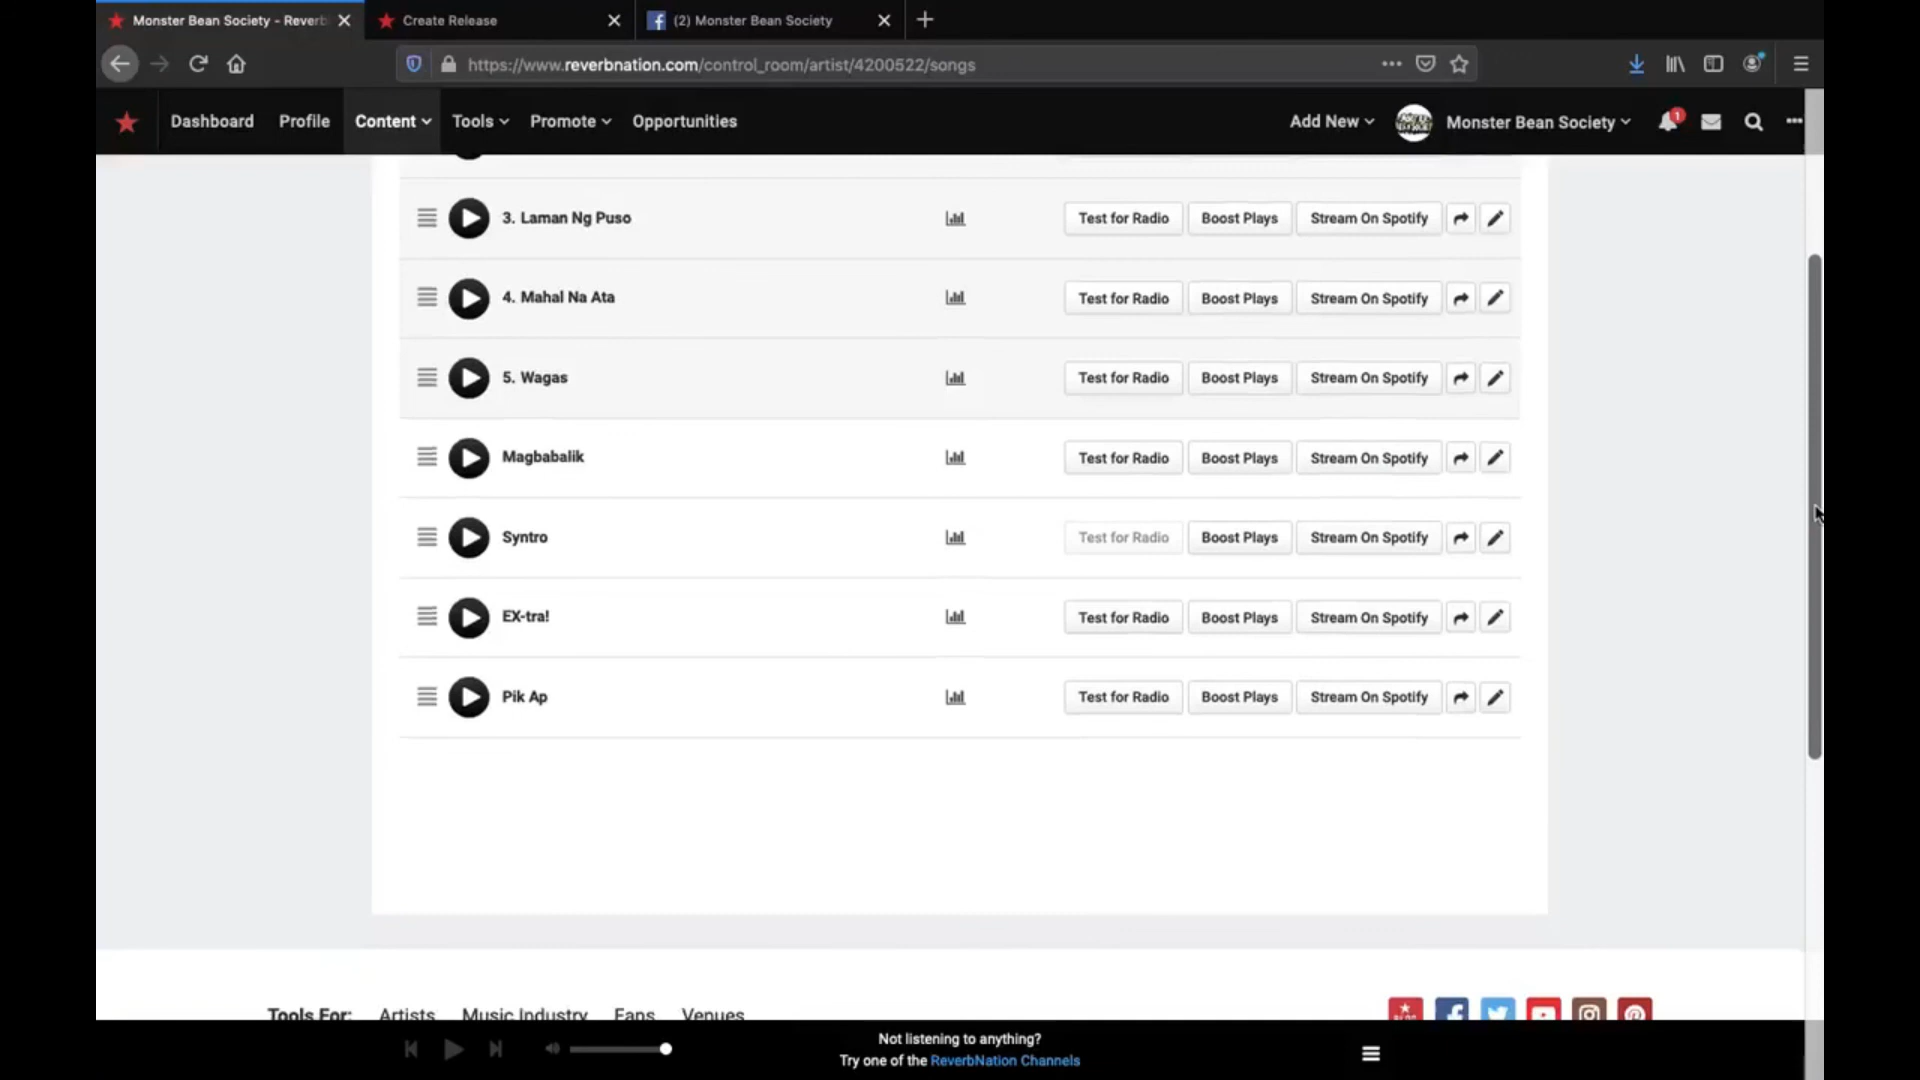 Monster Bean Society - Reverb
Create Release
(2) Monster Bean Society
https://www.reverbnation.com/control_room/artist/4200522/songs
Dashboard Profile Content Tools Promote Opportunities Add New Monster Bean Society 1
3. Laman Ng Puso Test for Radio Boost Plays Stream On Spotify
4. Mahal Na Ata Test for Radio Boost Plays Stream On Spotify
5. Wagas Test for Radio Boost Plays Stream On Spotify
Magbabalik Test for Radio Boost Plays Stream On Spotify
Syntro Test for Radio Boost Plays Stream On Spotify
EX-tra! Test for Radio Boost Plays Stream On Spotify
Pik Ap Test for Radio Boost Plays Stream On Spotify
Tools For: Artists Music Industry Fans Venues
Not listening to anything?
Try one of the ReverbNation Channels